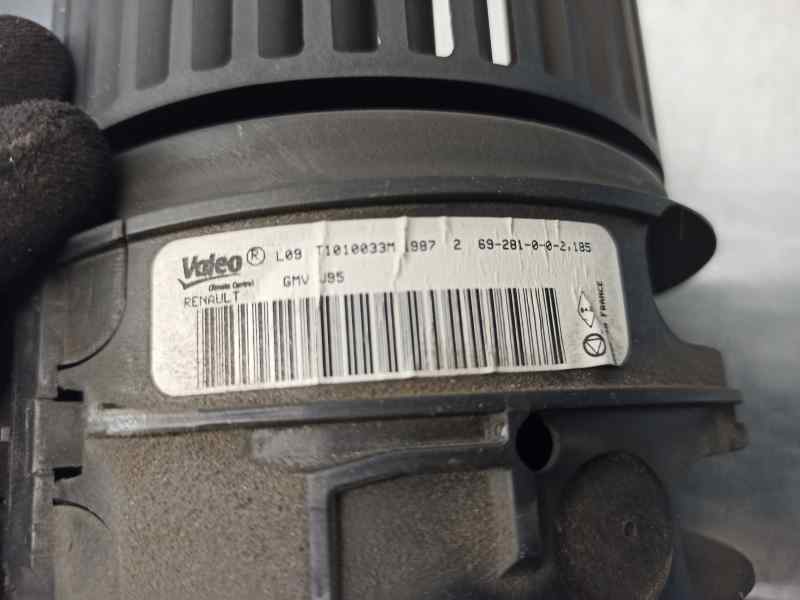 Valeo ® L09 T1010033M 987 2 69-281-0-0-2.185
Climate Control GMV J95
RENAULT
FRANCE